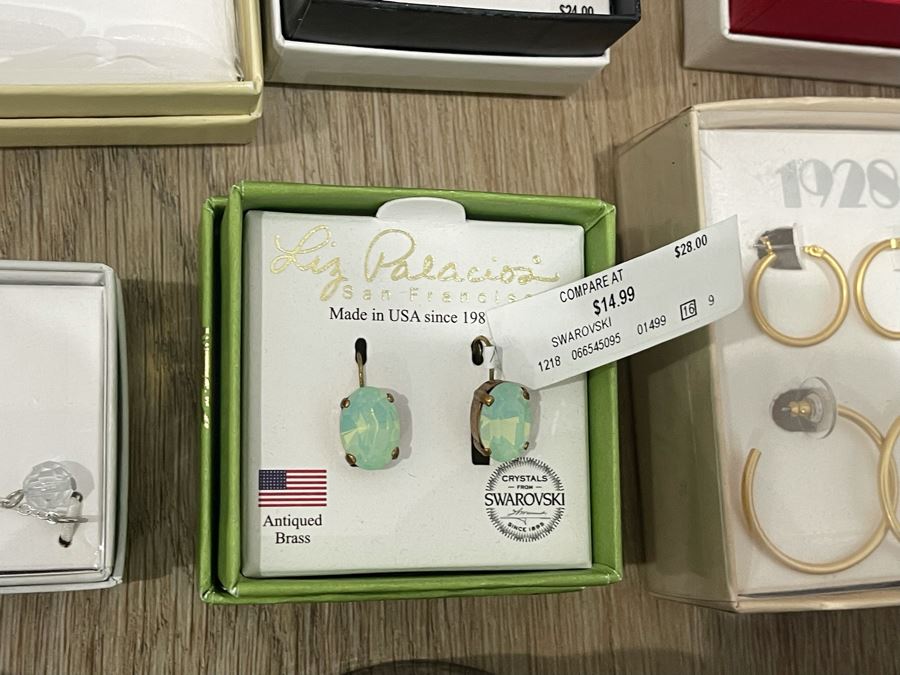 $24.00
1928
Liz Palacios
San Francisc
Made in USA since 198
COMPARE AT $28.00
$14.99
SWAROVSKI
1218 066545095 01499 16 9
Antiqued
Brass
CRYSTALS
FROM
SWAROVSKI
SINCE 1895